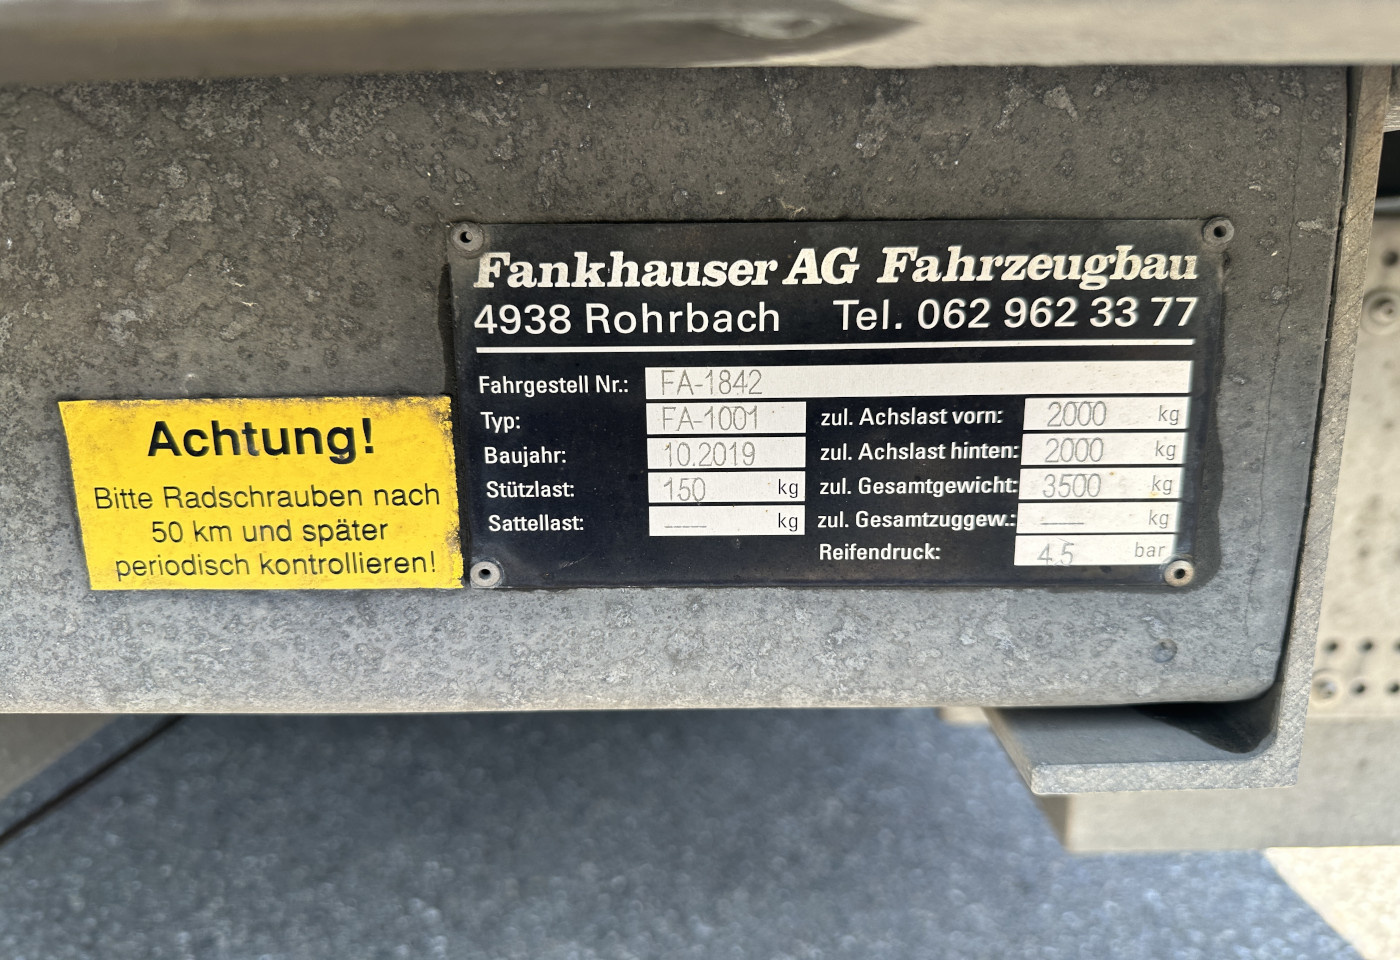 Fankhauser AG Fahrzeugbau
4938 Rohrbach Tel. 062 962 33 77
Fahrgestell Nr.: FA-1842
Typ: FA-1001 zul. Achslast vorn: 2000 kg
Baujahr: 10.2019 zul. Achslast hinten: 2000 kg
Stützlast: 150 kg zul. Gesamtgewicht: 3500 kg
Sattellast: ___ kg zul. Gesamtzuggew.: ___ kg
Reifendruck: 4.5 bar
Achtung!
Bitte Radschrauben nach
50 km und später
periodisch kontrollieren!